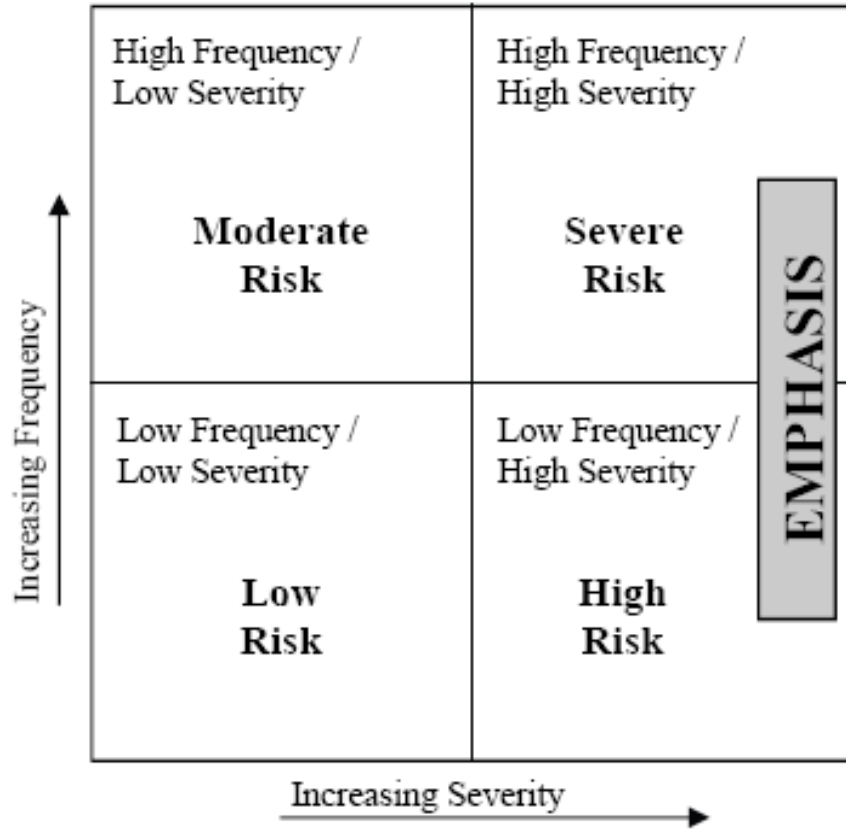 High Frequency /
Low Severity
Moderate
Risk
High Frequency /
High Severity
Severe
Risk
Low Frequency /
Low Severity
Low
Risk
Low Frequency /
High Severity
High
Risk
EMPHASIS
Increasing Frequency
Increasing Severity